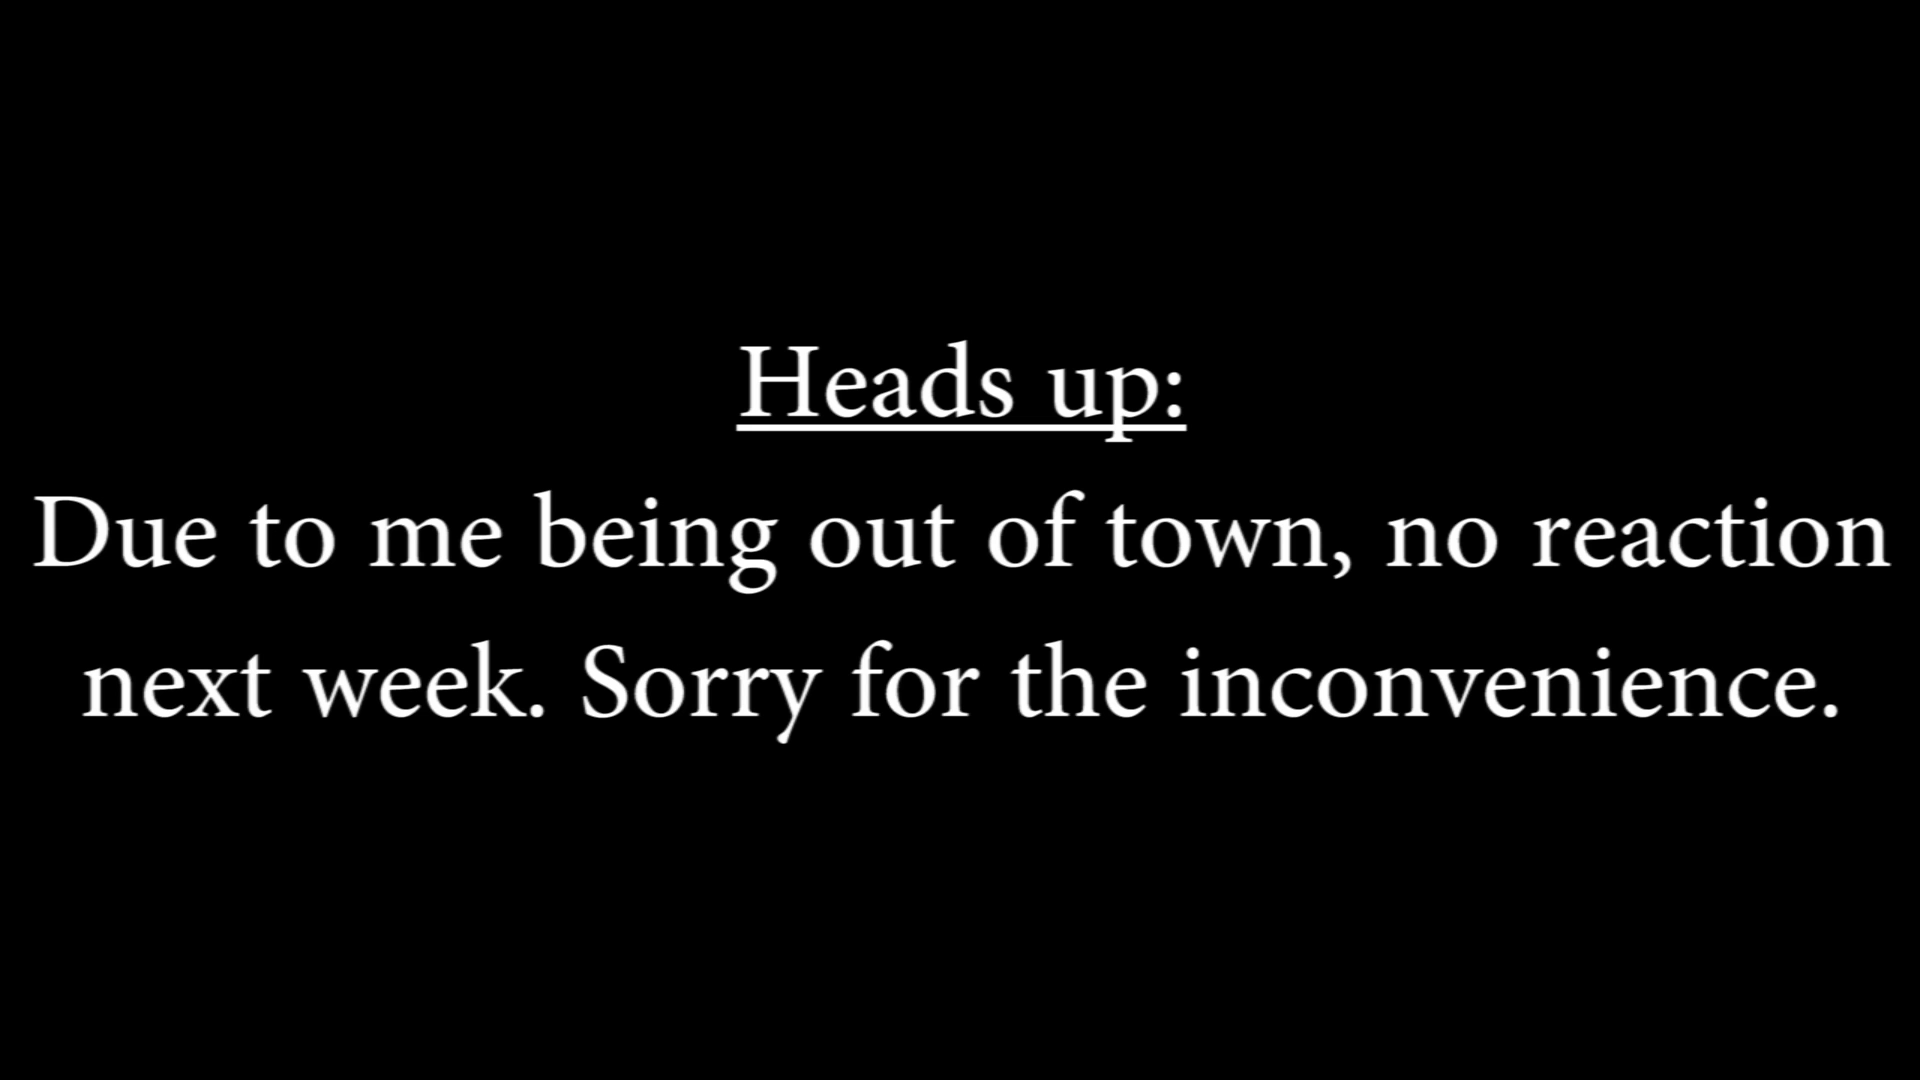 Heads up:
Due to me being out of town, no reaction
next week. Sorry for the inconvenience.